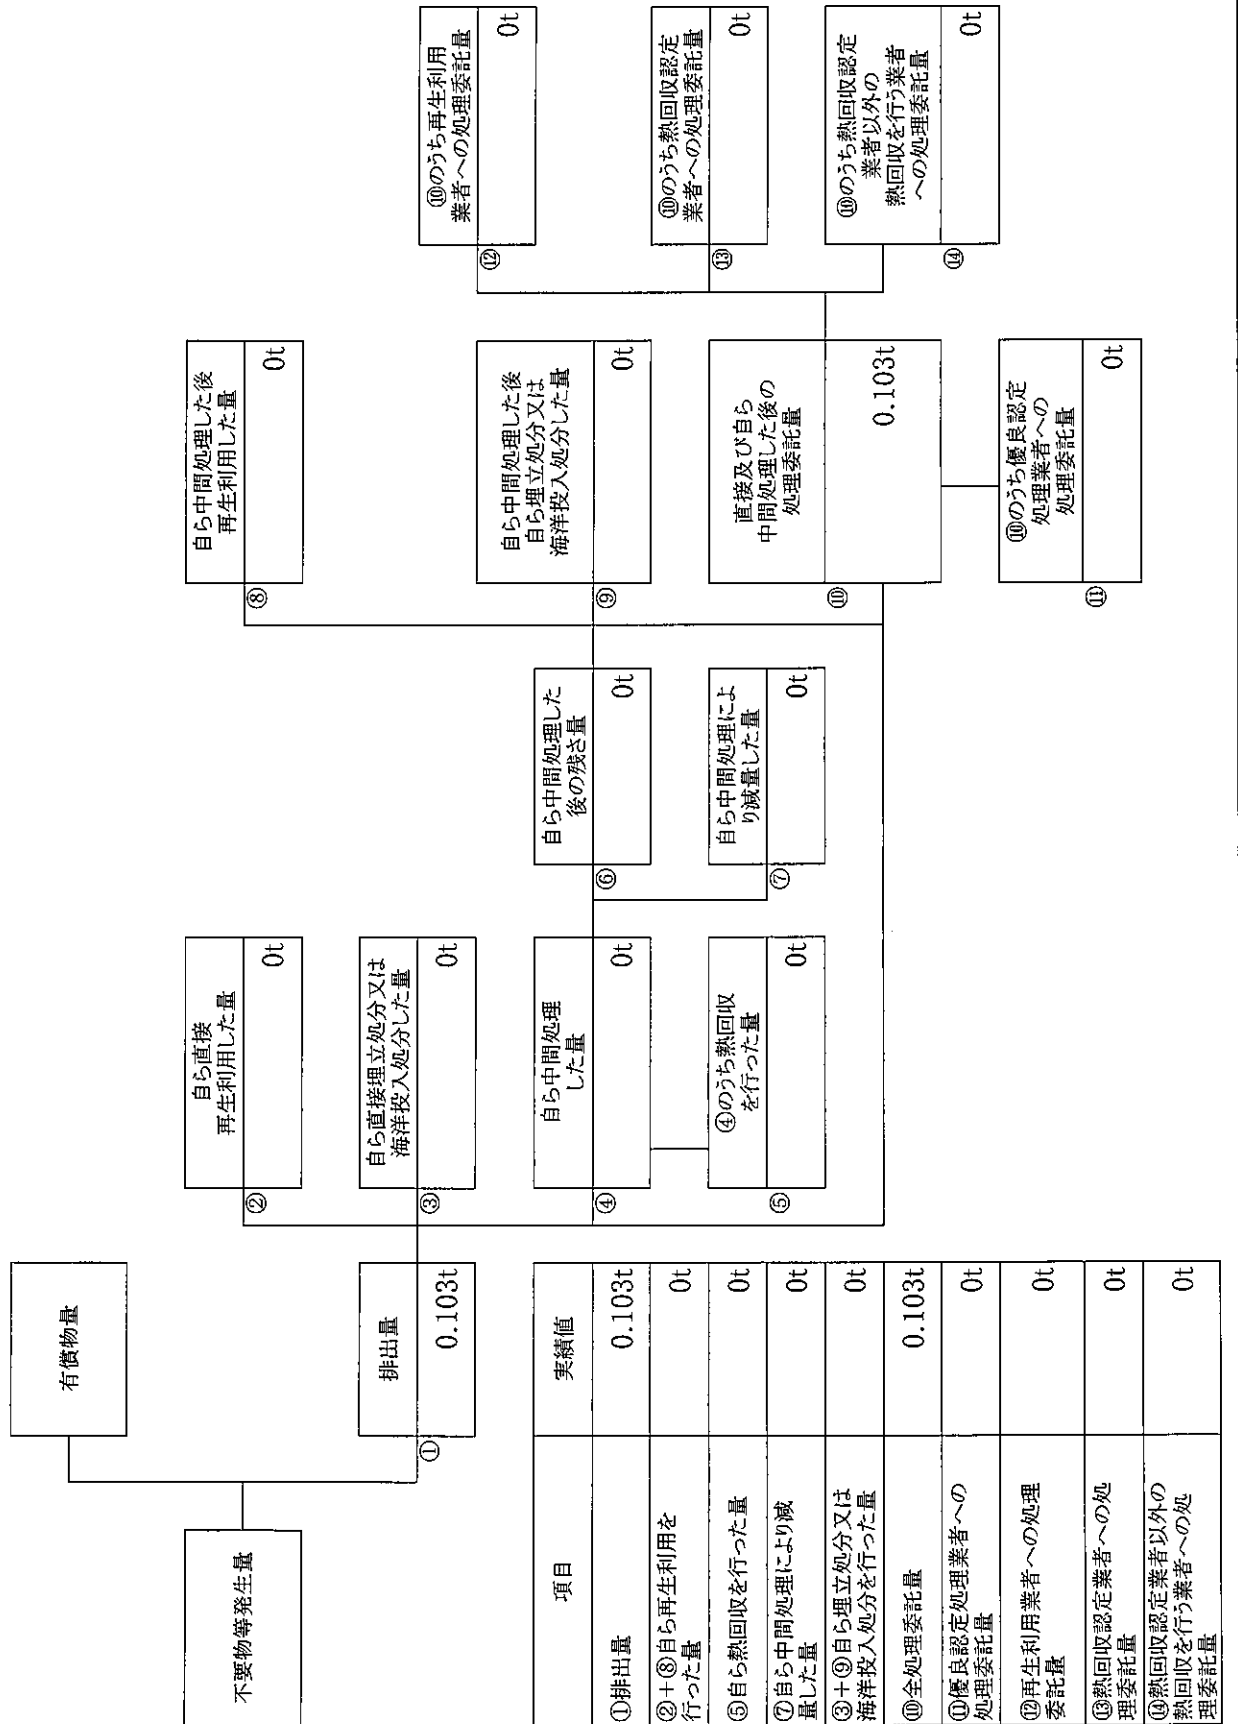 不要物等発生量
有償物量
排出量
①
0.103t
自ら直接
再生利用した量
②
0t
自ら直接埋立処分又は
海洋投入処分した量
③
0t
自ら中間処理
した量
④
0t
④のうち熱回収
を行った量
⑤
0t
自ら中間処理した
後の残さ量
⑥
0t
自ら中間処理によ
り減量した量
⑦
0t
自ら中間処理した後
再生利用した量
⑧
0t
自ら中間処理した後
自ら埋立処分又は
海洋投入処分した量
⑨
0t
直接及び自ら
中間処理した後の
処理委託量
⑩
0.103t
⑩のうち優良認定
処理業者への
処理委託量
⑪
0t
⑩のうち再生利用
業者への処理委託量
⑫
0t
⑩のうち熱回収認定
業者への処理委託量
⑬
0t
⑩のうち熱回収認定
業者以外の
熱回収を行う業者
への処理委託量
⑭
0t
項目
実績値
①排出量
0.103t
②+⑧自ら再生利用を
行った量
0t
⑤自ら熱回収を行った量
0t
⑦自ら中間処理により減
量した量
0t
③+⑨自ら埋立処分又は
海洋投入処分を行った量
0t
⑩全処理委託量
0.103t
⑪優良認定処理業者への
処理委託量
0t
⑫再生利用業者への処理
委託量
0t
⑬熱回収認定業者への処
理委託量
0t
⑭熱回収認定業者以外の
熱回収を行う業者への処
理委託量
0t